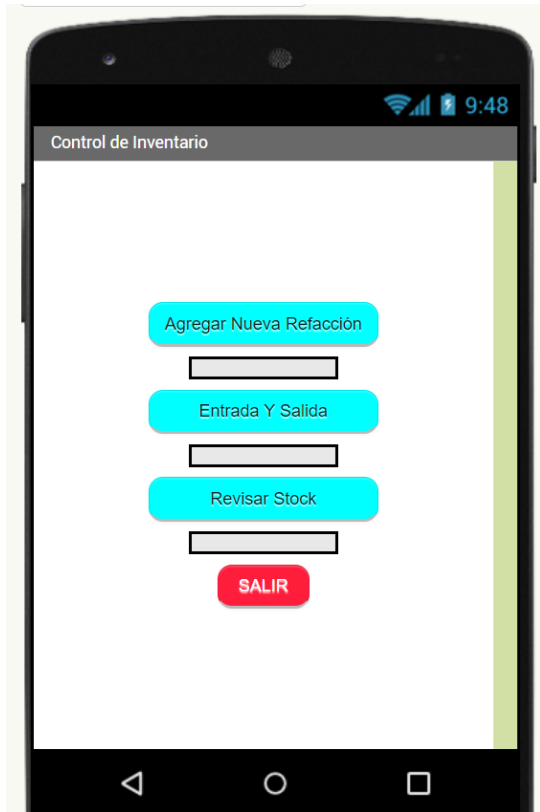 9:48
Control de Inventario
Agregar Nueva Refacción
Entrada Y Salida
Revisar Stock
SALIR